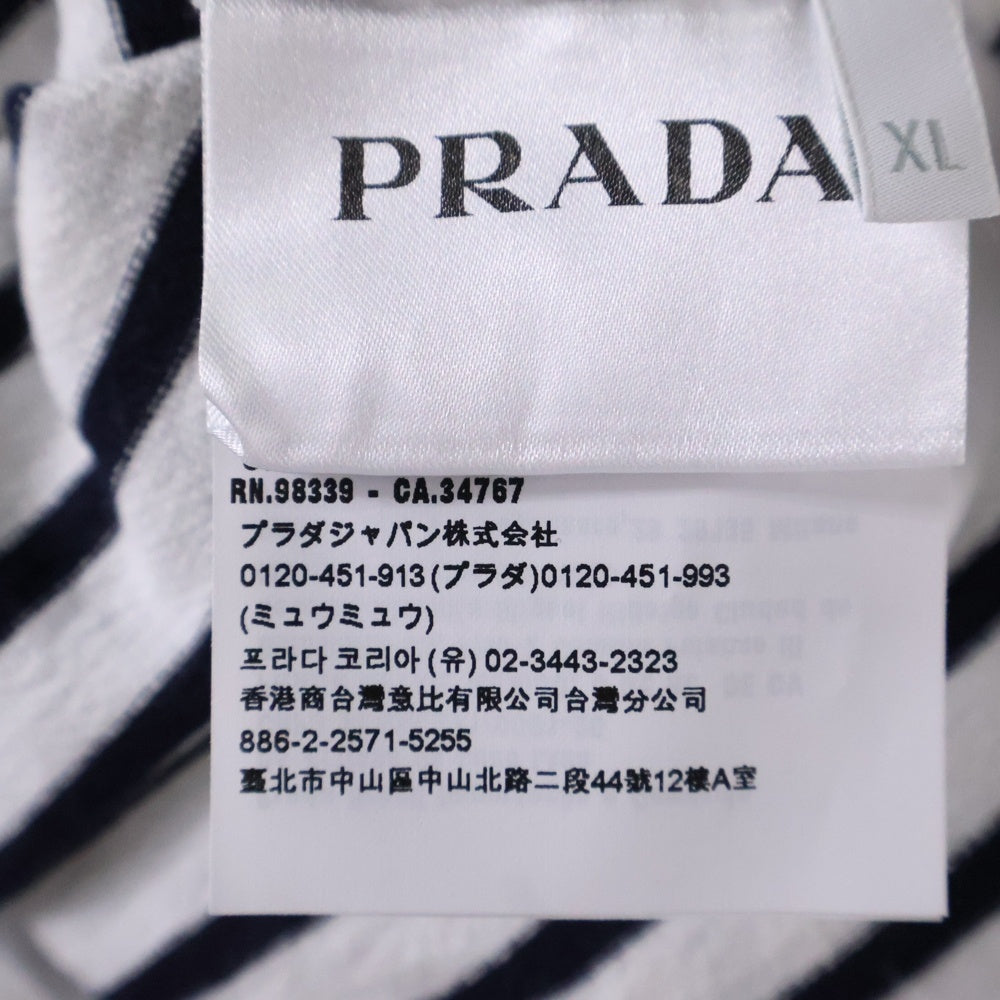 PRADA
XL
RN.98339 - CA.34767
プラダジャパン株式会社
0120-451-913(プラダ)0120-451-993
(ミュウミュウ)
프라다 코리아 (유) 02-3443-2323
香港商台灣意比有限公司台灣分公司
886-2-2571-5255
臺北市中山區中山北路二段44號12樓A室